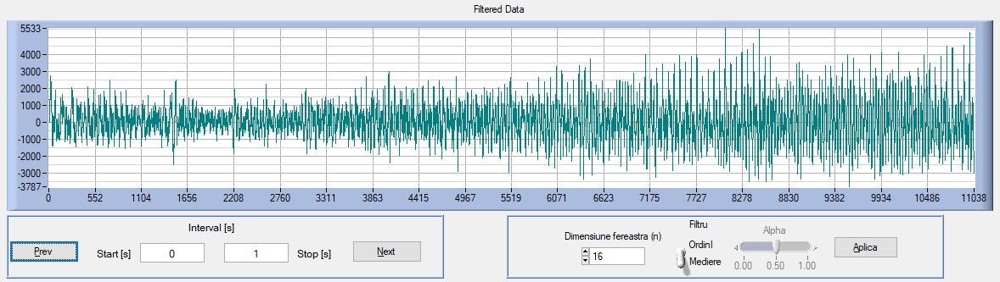 Filtered Data
5533
4000
3000
2000
1000
0
-1000
-2000
-3000
-3787
0 552 1104 1656 2208 2760 3311 3863 4415 4967 5519 6071 6623 7175 7727 8278 8830 9382 9934 10486 11038
Interval [s]
Prev
Start [s] 0 1 Stop [s]
Next
Dimensiune fereastra (n)
16
Filtru
OrdinI
Mediere
Alpha
0.00 0.50 1.00
Aplica